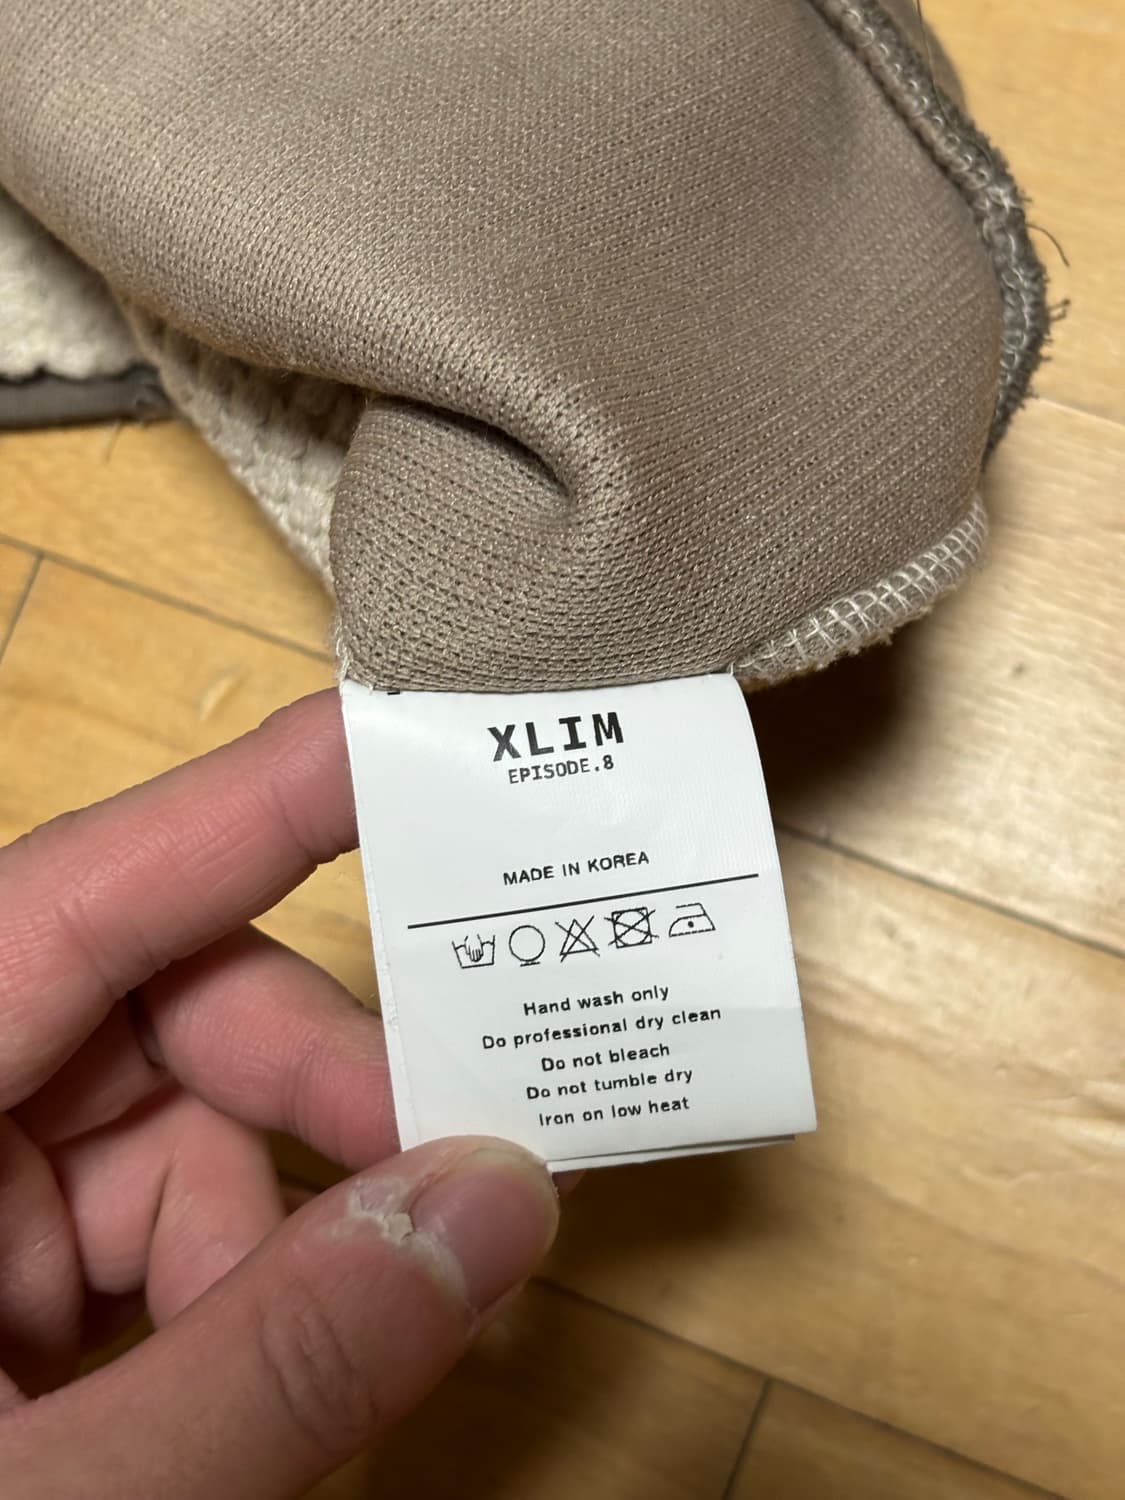 XLIM
EPISODE.8
MADE IN KOREA
Hand wash only
Do professional dry clean
Do not bleach
Do not tumble dry
Iron on low heat